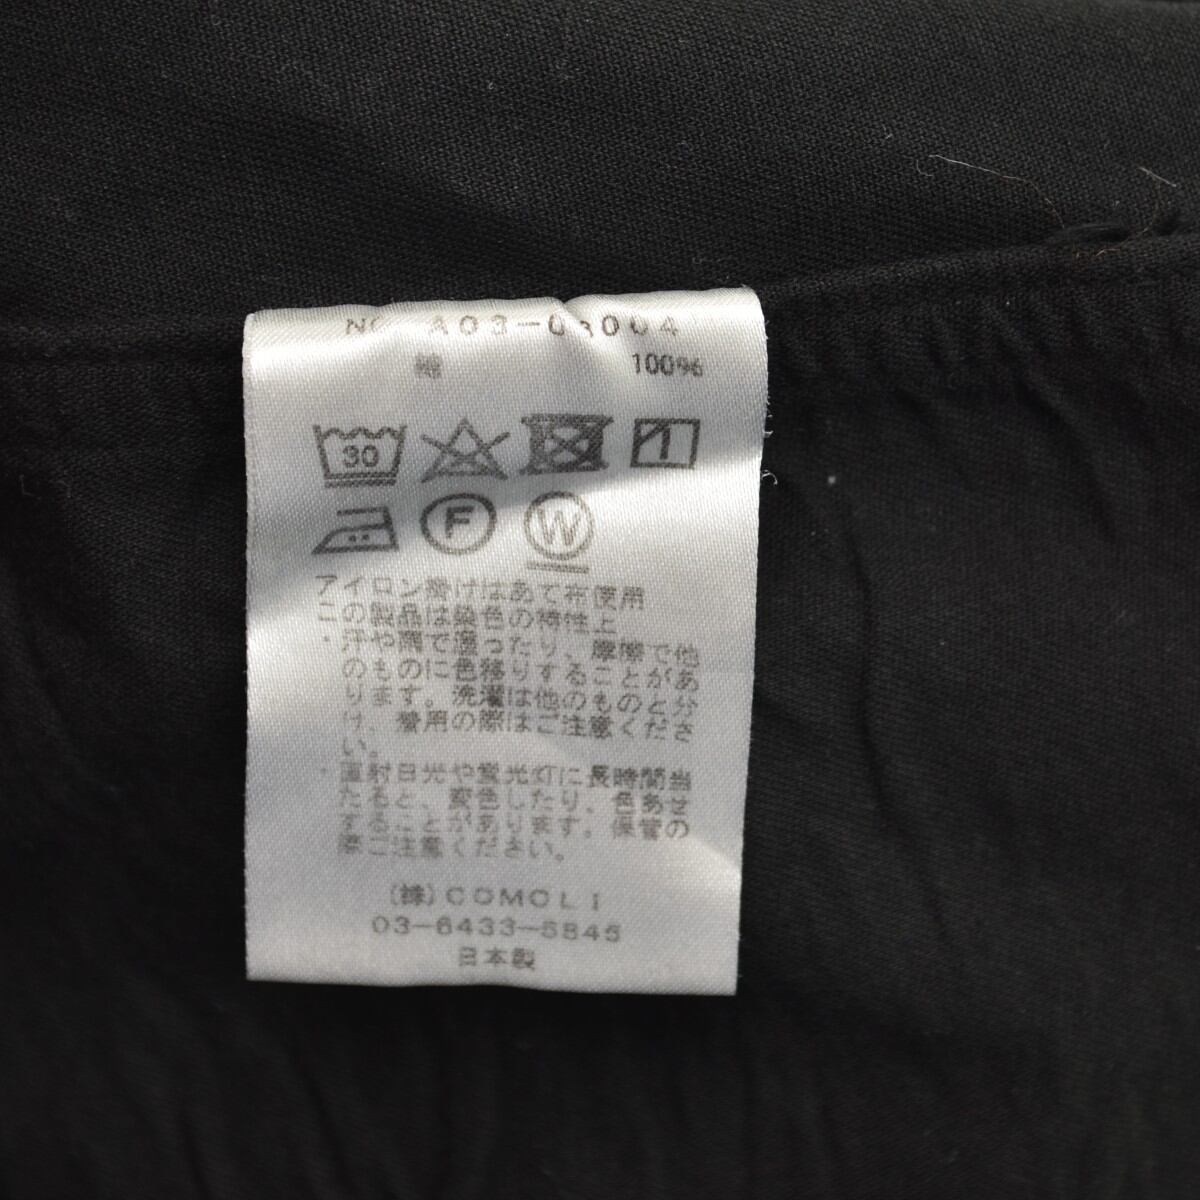 NO A03-03004
綿 100%
30
F
W
アイロン掛けはあて布使用
この製品は染色の特性上
・汗や雨で湿ったり、摩擦で他
のものに色移りすることがあ
ります。洗濯は他のものと分
け、着用の際はご注意くださ
い。
・直射日光や蛍光灯に長時間当
たると、変色したり、色あせ
することがあります。保管の
際ご注意ください。
(株)COMOLI
03-6433-5845
日本製